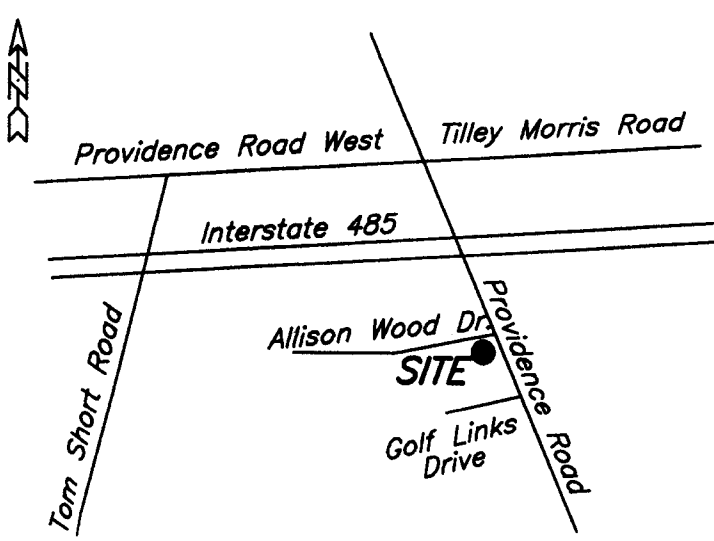 N
Providence Road West
Tilley Morris Road
Interstate 485
Tom Short Road
Allison Wood Dr.
SITE
Providence Road
Golf Links
Drive